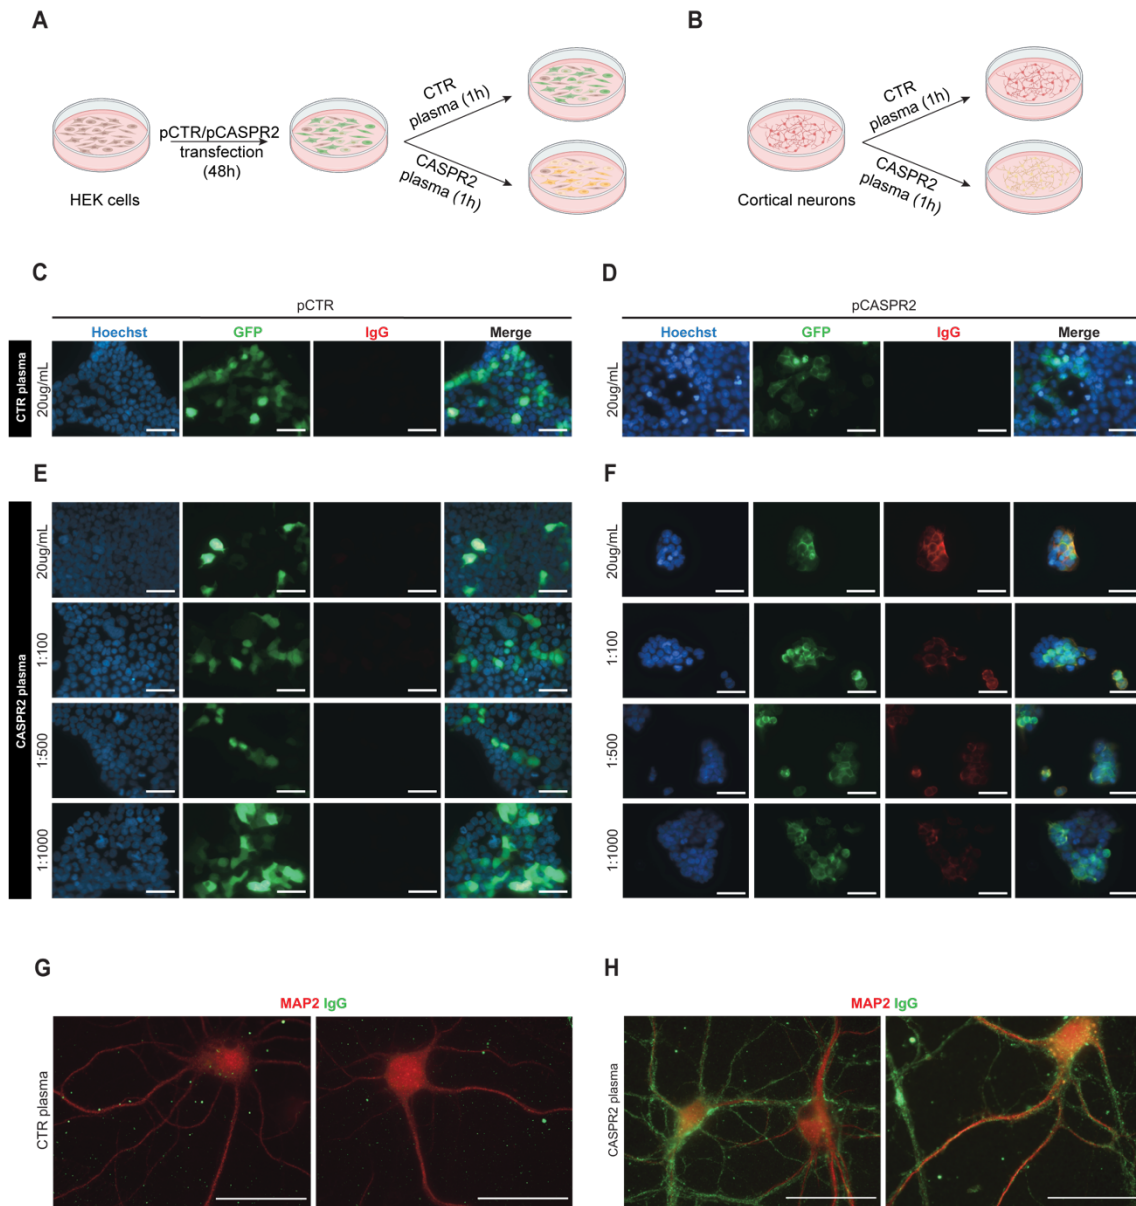 A
B
pCTR/pCASPR2
transfection
(48h)
HEK cells
CTR
plasma (1h)
CASPR2
plasma (1h)
Cortical neurons
CTR
plasma (1h)
CASPR2
plasma (1h)
C
D
pCTR
pCASPR2
Hoechst GFP IgG Merge
Hoechst GFP IgG Merge
CTR plasma
20ug/mL
20ug/mL
E
F
CASPR2 plasma
20ug/mL
20ug/mL
1:100
1:100
1:500
1:500
1:1000
1:1000
G
H
MAP2 IgG
MAP2 IgG
CTR plasma
CASPR2 plasma